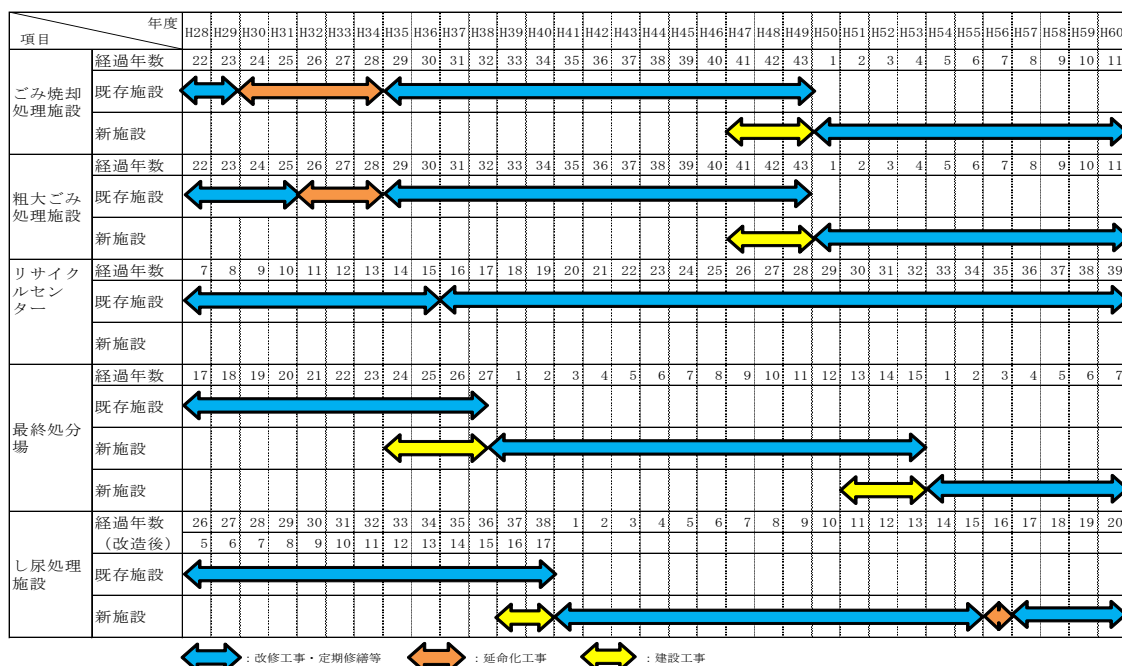 年度
項目
H28 H29 H30 H31 H32 H33 H34 H35 H36 H37 H38 H39 H40 H41 H42 H43 H44 H45 H46 H47 H48 H49 H50 H51 H52 H53 H54 H55 H56 H57 H58 H59 H60
ごみ焼却
処理施設
経過年数 22 23 24 25 26 27 28 29 30 31 32 33 34 35 36 37 38 39 40 41 42 43 1 2 3 4 5 6 7 8 9 10 11
既存施設
新施設
粗大ごみ
処理施設
経過年数 22 23 24 25 26 27 28 29 30 31 32 33 34 35 36 37 38 39 40 41 42 43 1 2 3 4 5 6 7 8 9 10 11
既存施設
新施設
リサイク
ルセン
ター
経過年数 7 8 9 10 11 12 13 14 15 16 17 18 19 20 21 22 23 24 25 26 27 28 29 30 31 32 33 34 35 36 37 38 39
既存施設
新施設
最終処分
場
経過年数 17 18 19 20 21 22 23 24 25 26 27 1 2 3 4 5 6 7 8 9 10 11 12 13 14 15 1 2 3 4 5 6 7
既存施設
新施設
新施設
し尿処理
施設
経過年数 26 27 28 29 30 31 32 33 34 35 36 37 38 1 2 3 4 5 6 7 8 9 10 11 12 13 14 15 16 17 18 19 20
(改造後) 5 6 7 8 9 10 11 12 13 14 15 16 17
既存施設
新施設
:改修工事・定期修繕等 :延命化工事 :建設工事